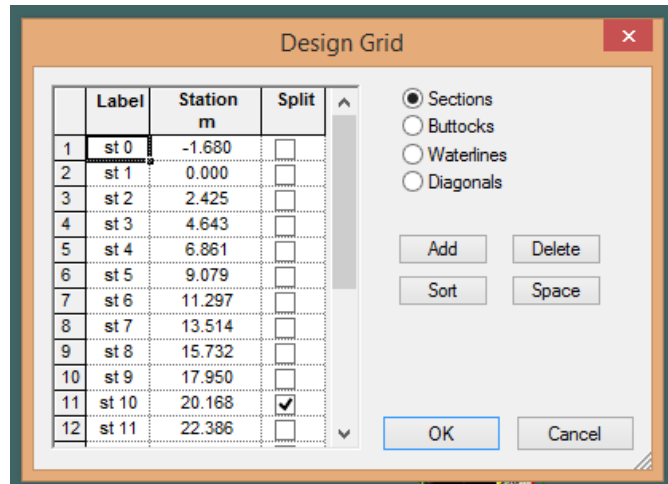 Design Grid
Label Station Split
m
1 st 0 -1.680
2 st 1 0.000
3 st 2 2.425
4 st 3 4.643
5 st 4 6.861
6 st 5 9.079
7 st 6 11.297
8 st 7 13.514
9 st 8 15.732
10 st 9 17.950
11 st 10 20.168
12 st 11 22.386
Sections
Buttocks
Waterlines
Diagonals
Add Delete
Sort Space
OK Cancel